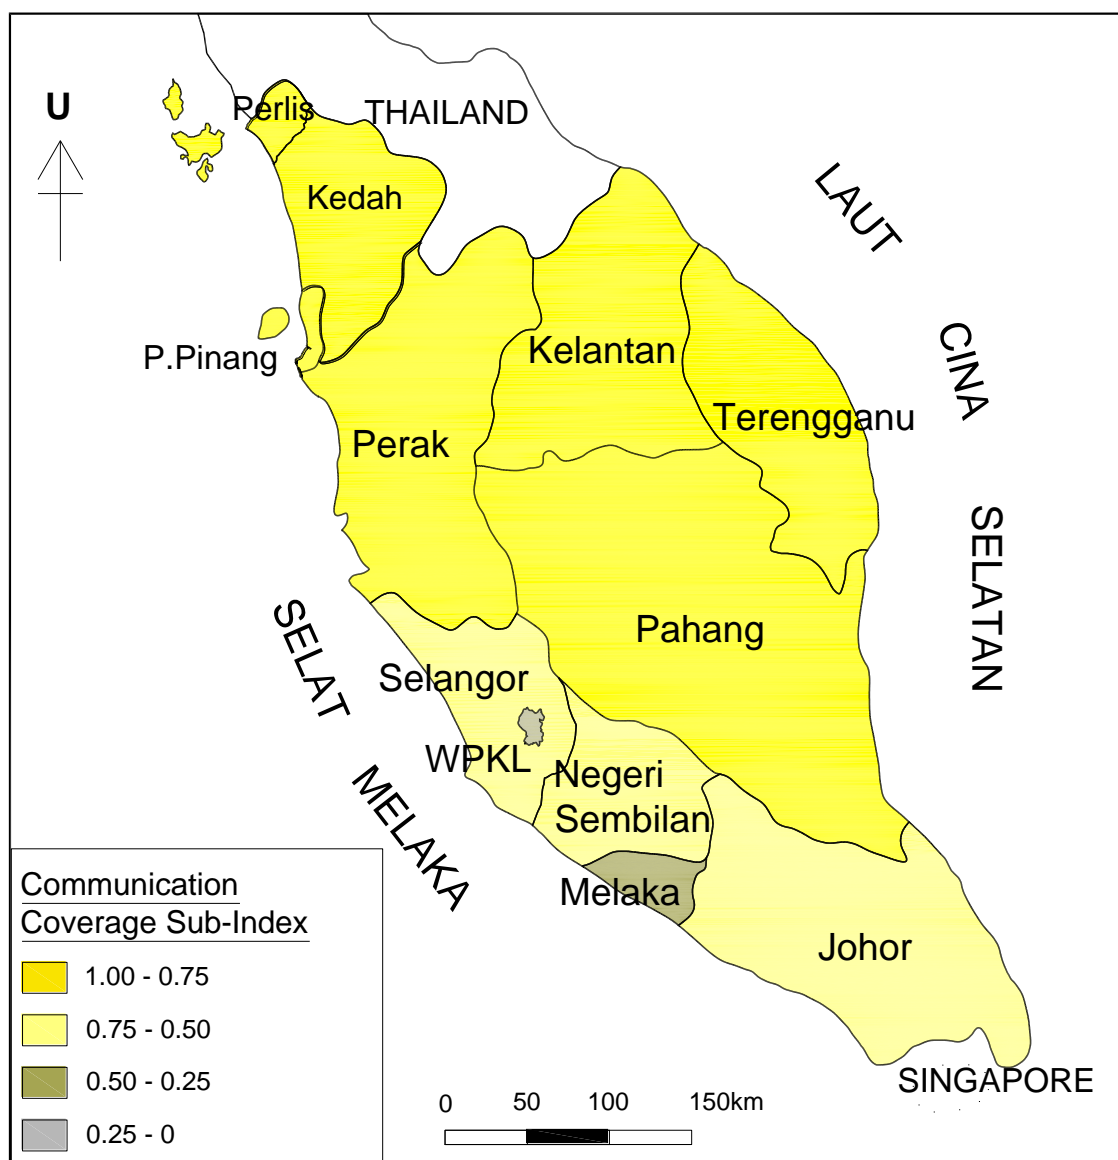 U
Perlis
THAILAND
Kedah
LAUT
CINA
SELATAN
P.Pinang
Kelantan
Terengganu
Perak
Pahang
SELAT
MELAKA
Selangor
WPKL
Negeri
Sembilan
Melaka
Johor
SINGAPORE
Communication
Coverage Sub-Index
1.00 - 0.75
0.75 - 0.50
0.50 - 0.25
0.25 - 0
0 50 100 150km